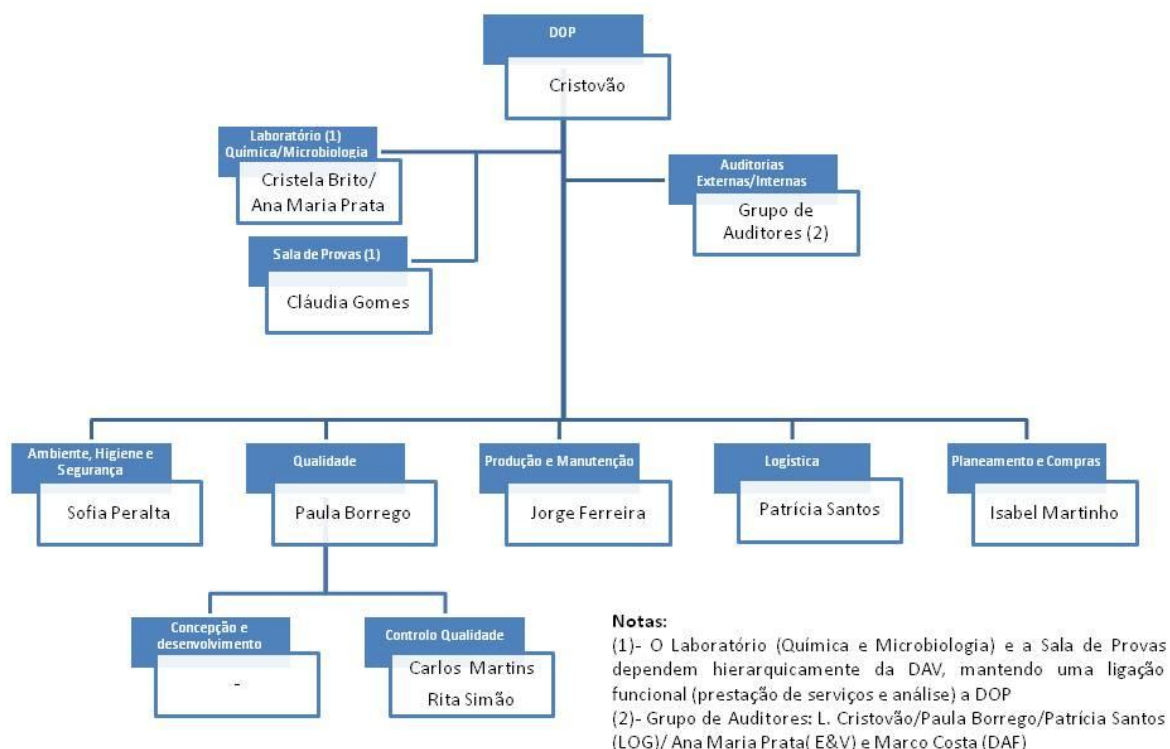 DOP
Cristovão
Laboratório (1)
Química/Microbiologia
Cristela Brito/
Ana Maria Prata
Auditorias
Externas/Internas
Grupo de
Auditores (2)
Sala de Provas (1)
Cláudia Gomes
Ambiente, Higiene e
Segurança
Sofia Peralta
Qualidade
Paula Borrego
Produção e Manutenção
Jorge Ferreira
Logística
Patrícia Santos
Planeamento e Compras
Isabel Martinho
Concepção e
desenvolvimento
-
Controlo Qualidade
Carlos Martins
Rita Simão
Notas:
(1)- O Laboratório (Química e Microbiologia) e a Sala de Provas
dependem hierarquicamente da DAV, mantendo uma ligação
funcional (prestação de serviços e análise) a DOP
(2)- Grupo de Auditores: L. Cristovão/Paula Borrego/Patrícia Santos
(LOG)/ Ana Maria Prata( E&V) e Marco Costa (DAF)